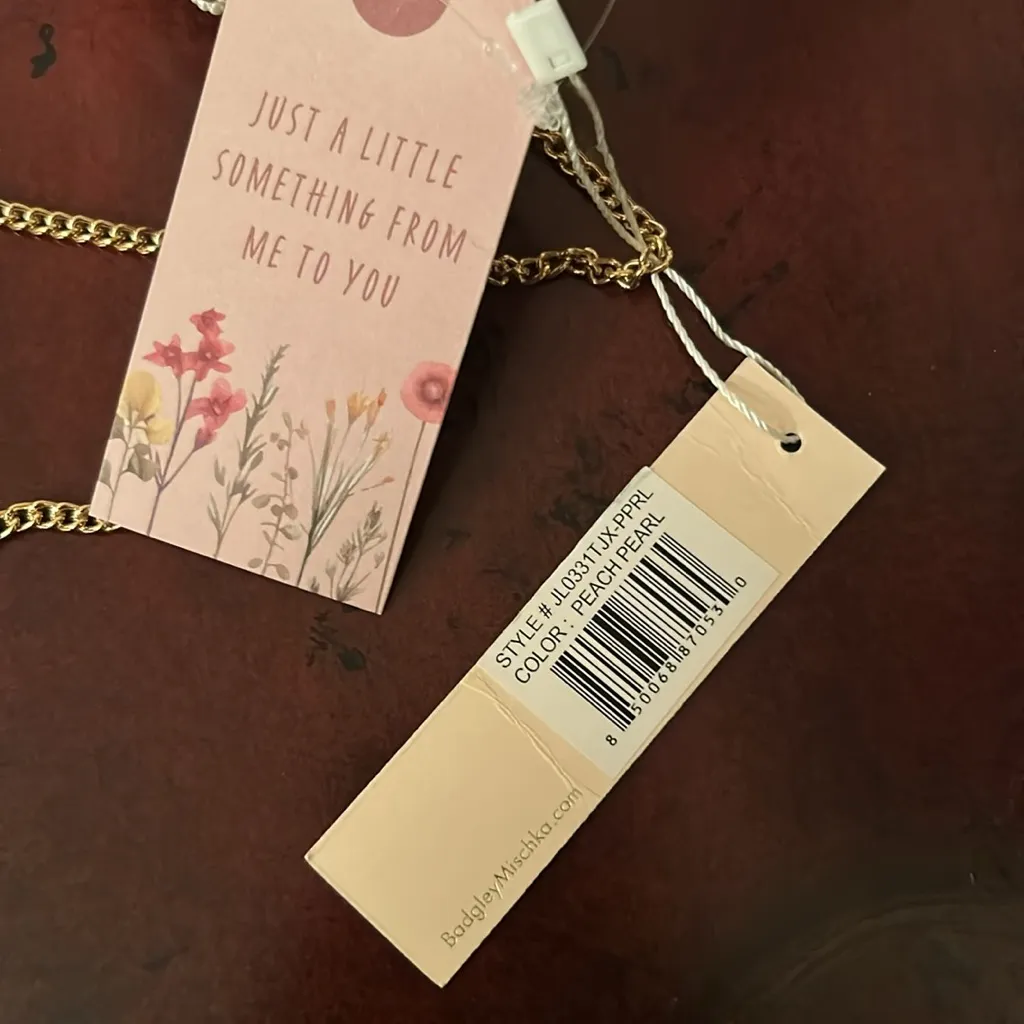 JUST A LITTLE
SOMETHING FROM
ME TO YOU
STYLE # JL0331TJX-PPRL
COLOR : PEACH PEARL
8 50068 87053 0
BadgleyMischka.com